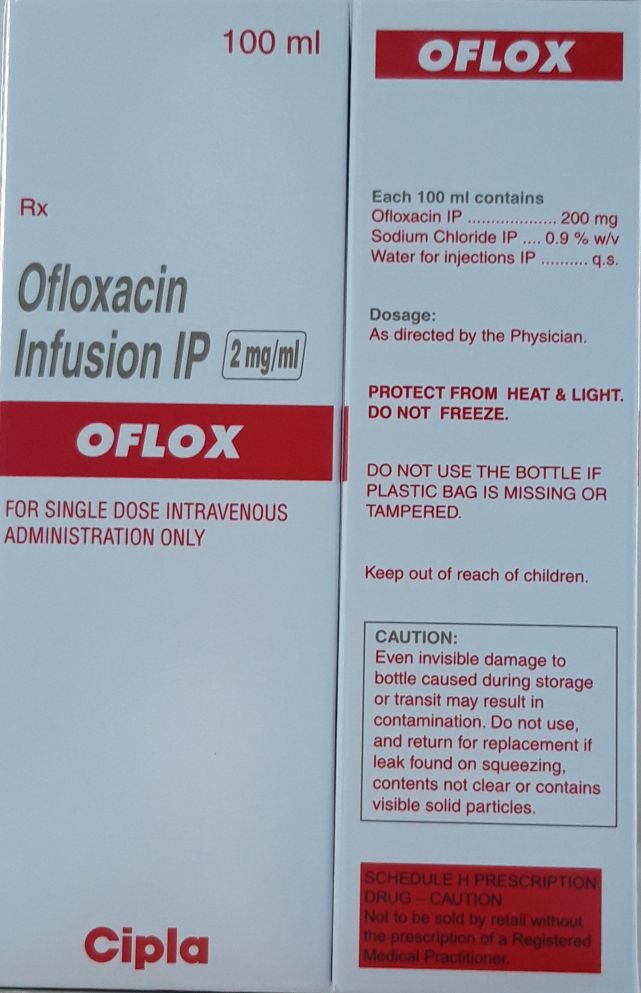 100 ml
Rx
Ofloxacin
Infusion IP 2 mg/ml
OFLOX
FOR SINGLE DOSE INTRAVENOUS
ADMINISTRATION ONLY
Cipla
OFLOX
Each 100 ml contains
Ofloxacin IP ................... 200 mg
Sodium Chloride IP .... 0.9 % w/v
Water for injections IP .......... q.s.
Dosage:
As directed by the Physician.
PROTECT FROM HEAT & LIGHT.
DO NOT FREEZE.
DO NOT USE THE BOTTLE IF
PLASTIC BAG IS MISSING OR
TAMPERED.
Keep out of reach of children.
CAUTION:
Even invisible damage to
bottle caused during storage
or transit may result in
contamination. Do not use,
and return for replacement if
leak found on squeezing,
contents not clear or contains
visible solid particles.
SCHEDULE H PRESCRIPTION
DRUG – CAUTION
Not to be sold by retail without
the prescription of a Registered
Medical Practitioner.